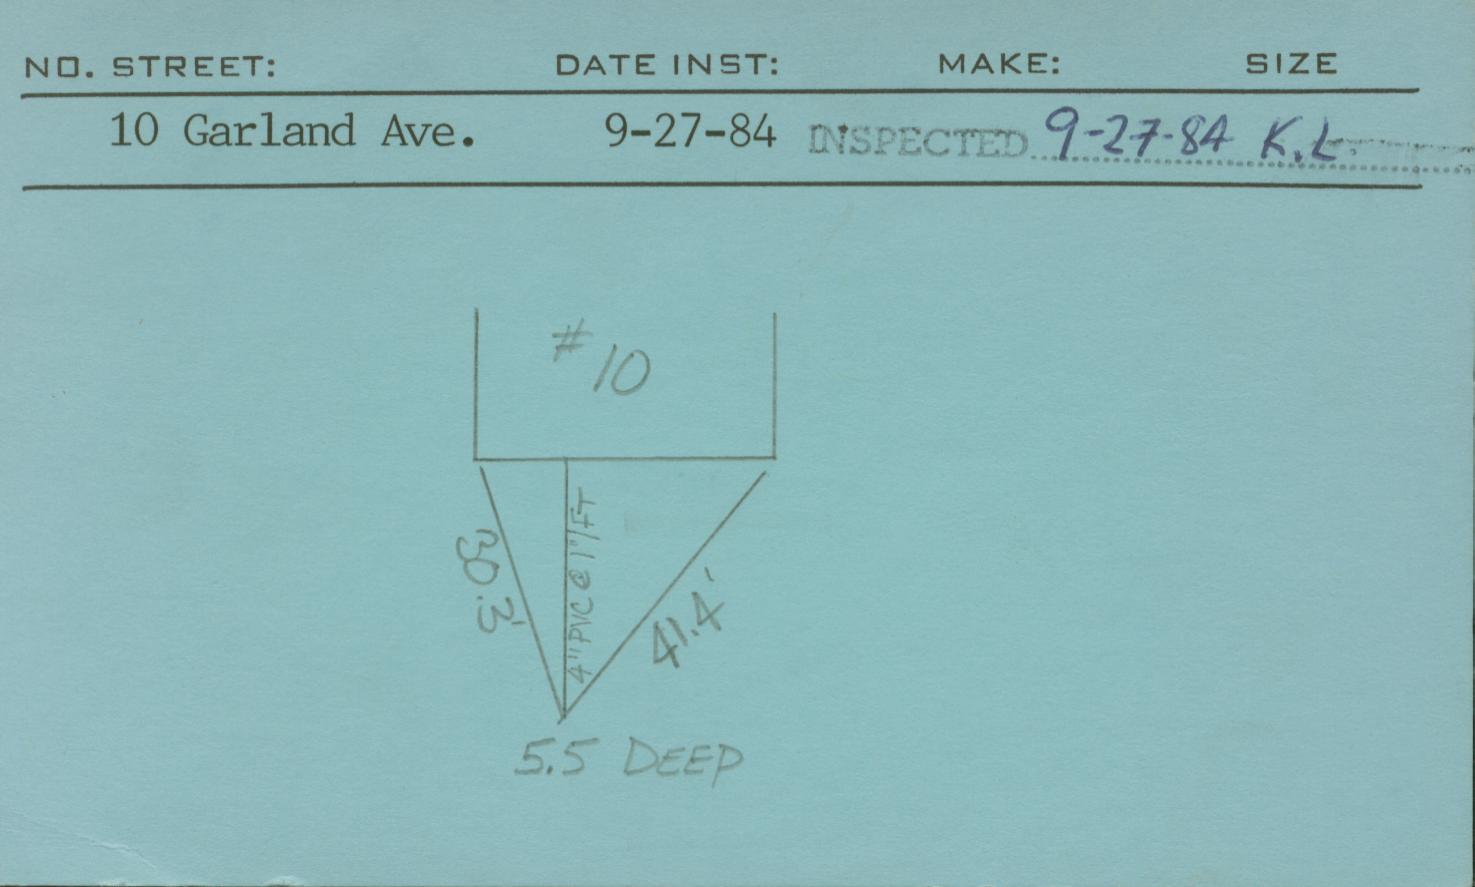 NO. STREET: DATE INST: MAKE: SIZE
10 Garland Ave. 9-27-84 INSPECTED 9-27-84 K.L.
# 10
30.3'
4" PVC @ 1"/FT
41.4'
5.5 DEEP